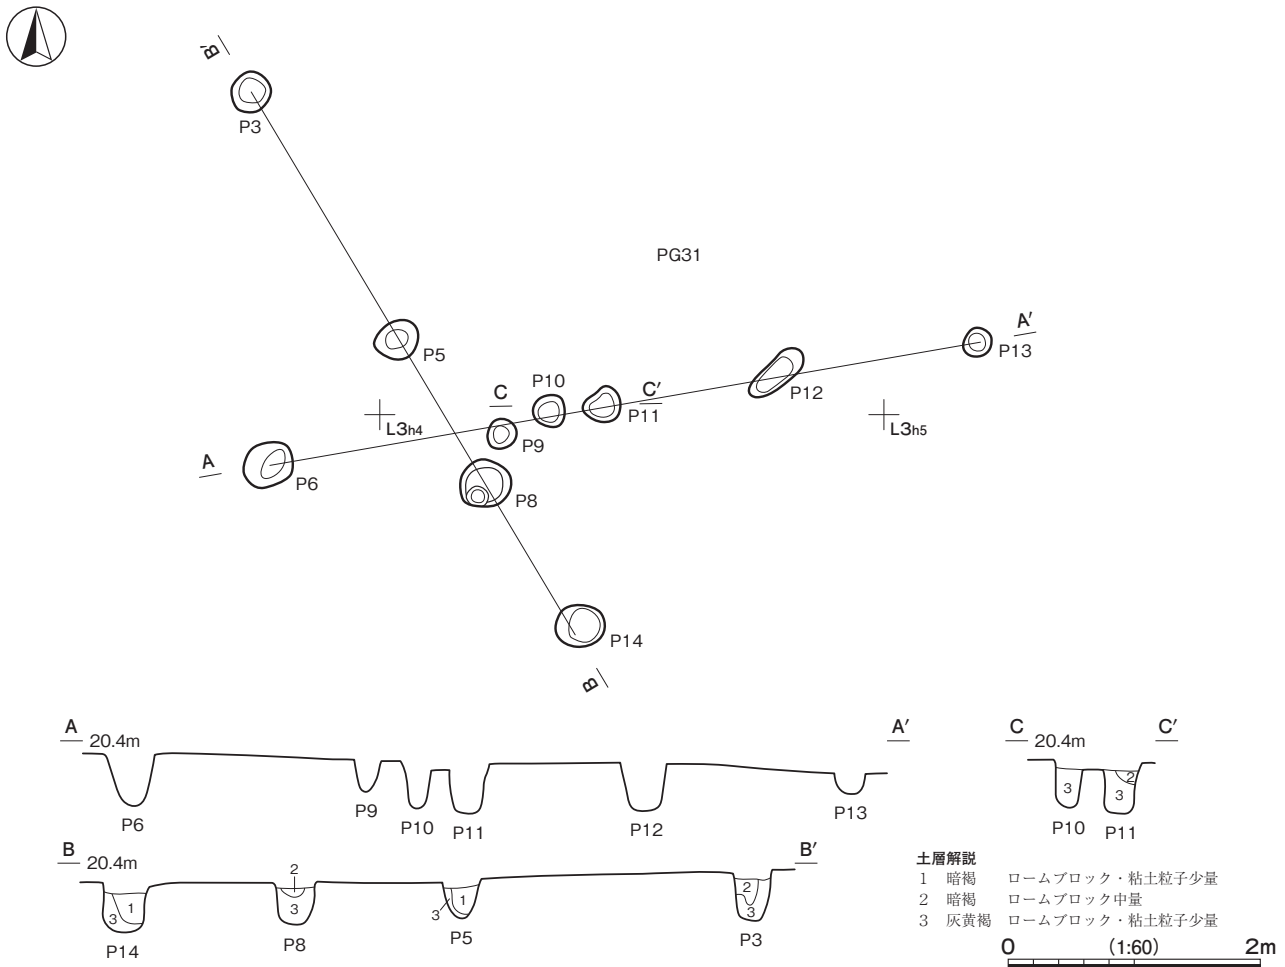 B′
P3
PG31
A′
P13
P5
P10
C
C′
P12
P11
L3h4
L3h5
P9
A
P6
P8
P14
B
A 20.4m A′
P6
P9
P10
P11
P12
P13
C 20.4m C′
3
2
3
P10
P11
B 20.4m B′
3
1
P14
2
3
P8
3
1
P5
2
3
P3
土層解説
1 暗褐 ロームブロック・粘土粒子少量
2 暗褐 ロームブロック中量
3 灰黄褐 ロームブロック・粘土粒子少量
0 (1:60) 2m